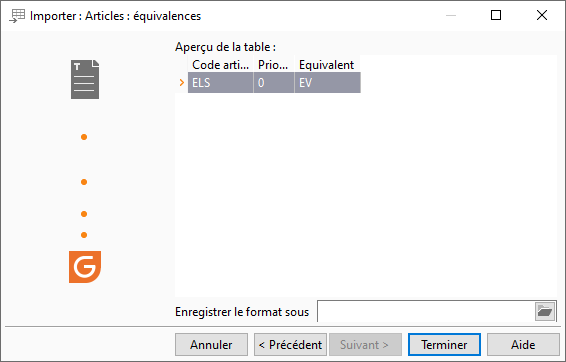 Importer : Articles : équivalences
Aperçu de la table :
Code arti... Prio... Equivalent
ELS 0 EV
Enregistrer le format sous
Annuler < Précédent Suivant > Terminer Aide